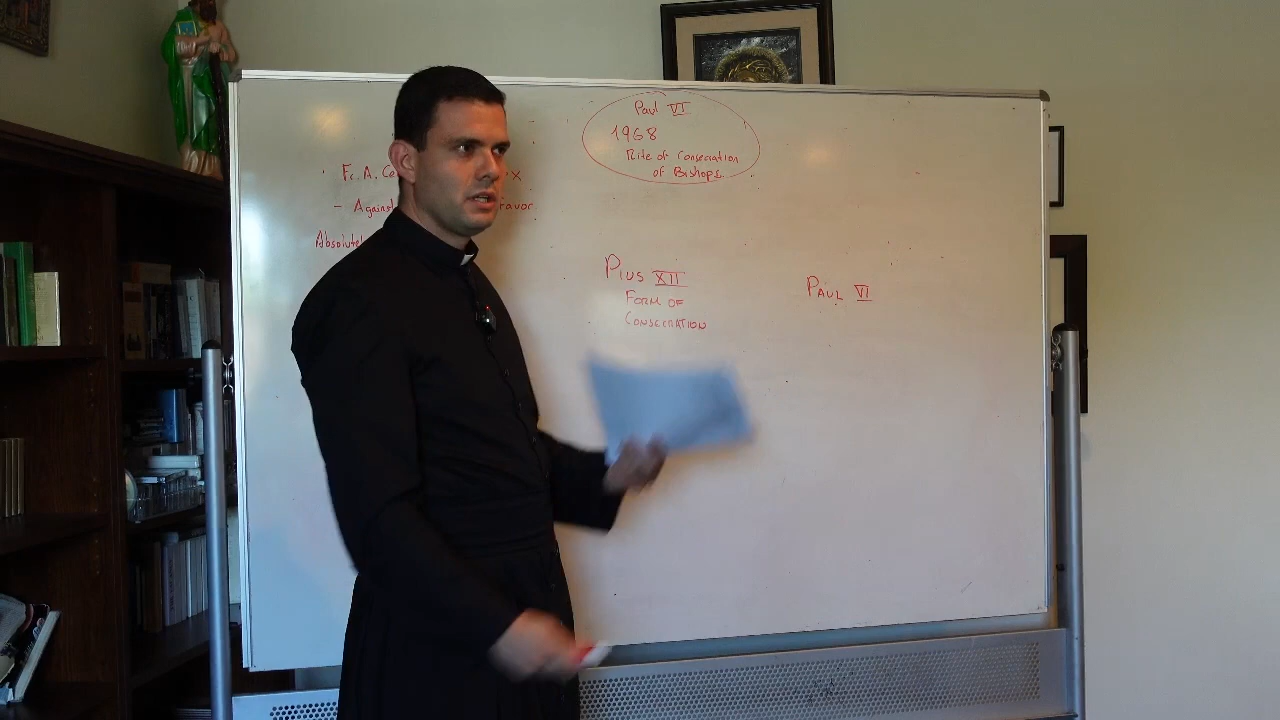 Paul VI
1968
Rite of Consecration
of Bishops
Fr. A.
- Against
Absolute
PIUS XII
FORM OF
CONSECRATION
PAUL VI